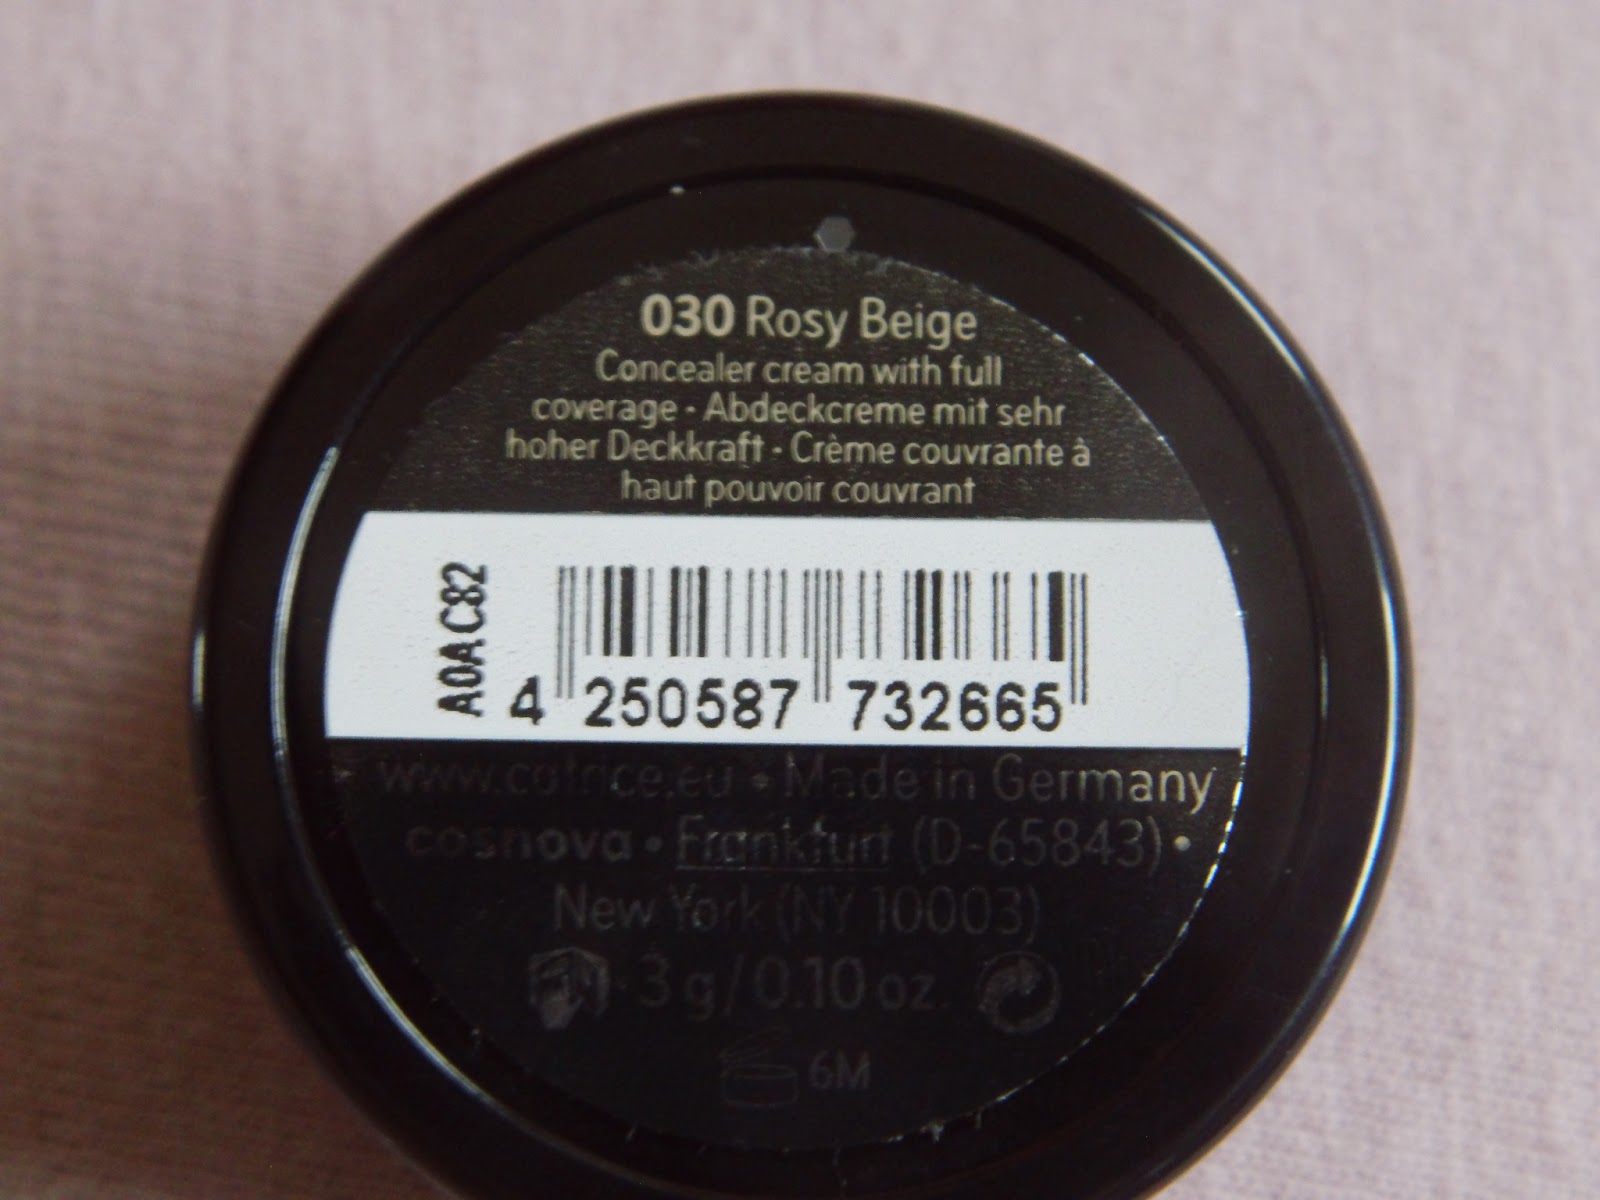 030 Rosy Beige
Concealer cream with full
coverage • Abdeckcreme mit sehr
hoher Deckkraft • Crème couvrante à
haut pouvoir couvrant
A0AC82
4 250587 732665
www.catrice.eu • Made in Germany
cosnova • Frankfurt (D-65843) •
New York (NY 10003)
3 g/0.10 oz.
6M